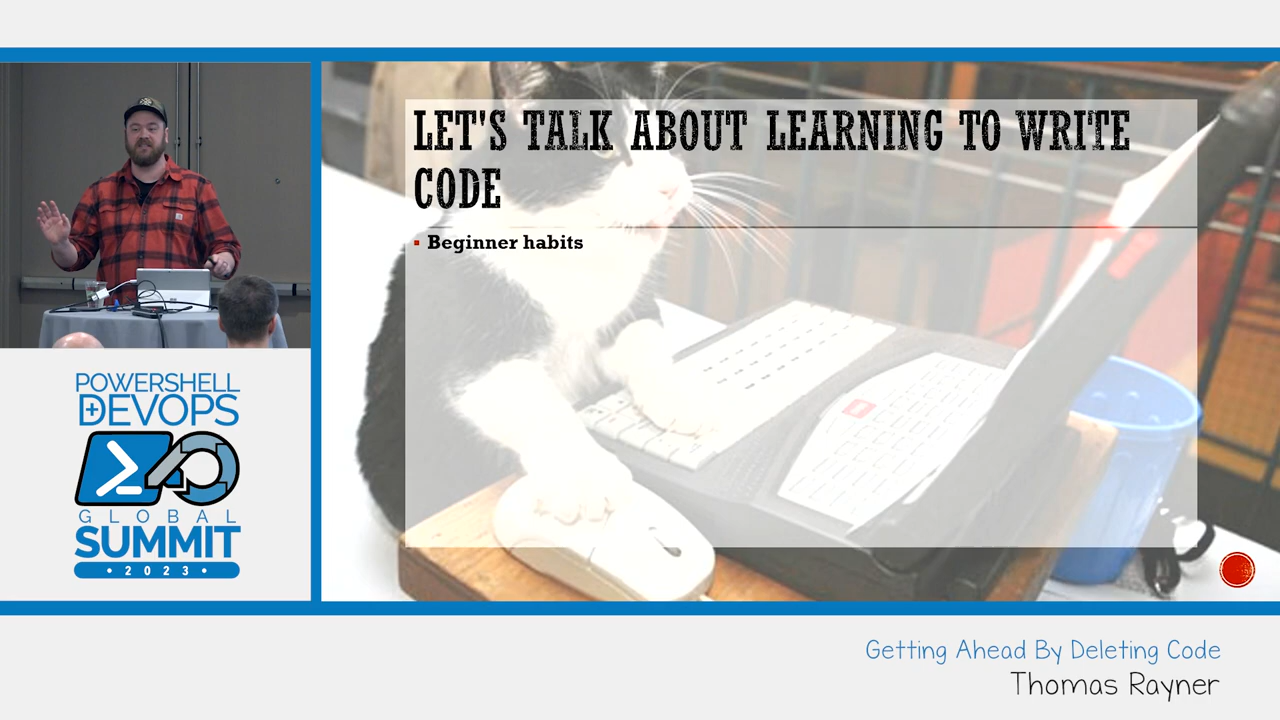 LET'S TALK ABOUT LEARNING TO WRITE
CODE
Beginner habits
POWERSHELL
+DEVOPS
GLOBAL
SUMMIT
• 2023 •
Getting Ahead By Deleting Code
Thomas Rayner